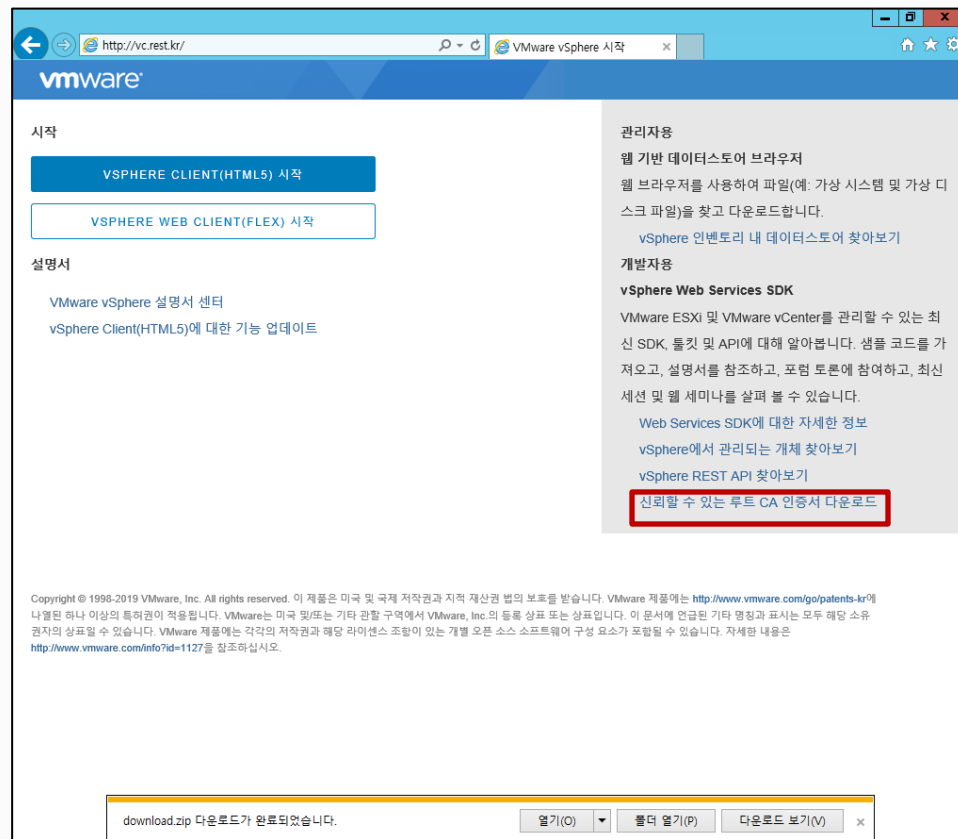 http://vc.rest.kr/
VMware vSphere 시작
vmware
시작
VSPHERE CLIENT(HTML5) 시작
VSPHERE WEB CLIENT(FLEX) 시작
설명서
VMware vSphere 설명서 센터
vSphere Client(HTML5)에 대한 기능 업데이트
관리자용
웹 기반 데이터스토어 브라우저
웹 브라우저를 사용하여 파일(예: 가상 시스템 및 가상 디
스크 파일)을 찾고 다운로드합니다.
vSphere 인벤토리 내 데이터스토어 찾아보기
개발자용
vSphere Web Services SDK
VMware ESXi 및 VMware vCenter를 관리할 수 있는 최
신 SDK, 툴킷 및 API에 대해 알아봅니다. 샘플 코드를 가
져오고, 설명서를 참조하고, 포럼 토론에 참여하고, 최신
세션 및 웹 세미나를 살펴 볼 수 있습니다.
Web Services SDK에 대한 자세한 정보
vSphere에서 관리되는 개체 찾아보기
vSphere REST API 찾아보기
신뢰할 수 있는 루트 CA 인증서 다운로드
Copyright © 1998-2019 VMware, Inc. All rights reserved. 이 제품은 미국 및 국제 저작권과 지적 재산권 법의 보호를 받습니다. VMware 제품에는 http://www.vmware.com/go/patents-kr에
나열된 하나 이상의 특허권이 적용됩니다. VMware는 미국 및/또는 기타 관할 구역에서 VMware, Inc.의 등록 상표 또는 상표입니다. 이 문서에 언급된 기타 명칭과 표시는 모두 해당 소유
권자의 상표일 수 있습니다. VMware 제품에는 각각의 저작권과 해당 라이센스 조항이 있는 개별 오픈 소스 소프트웨어 구성 요소가 포함될 수 있습니다. 자세한 내용은
http://www.vmware.com/info?id=1127을 참조하십시오.
download.zip 다운로드가 완료되었습니다.
열기(O)
폴더 열기(F)
다운로드 보기(V)